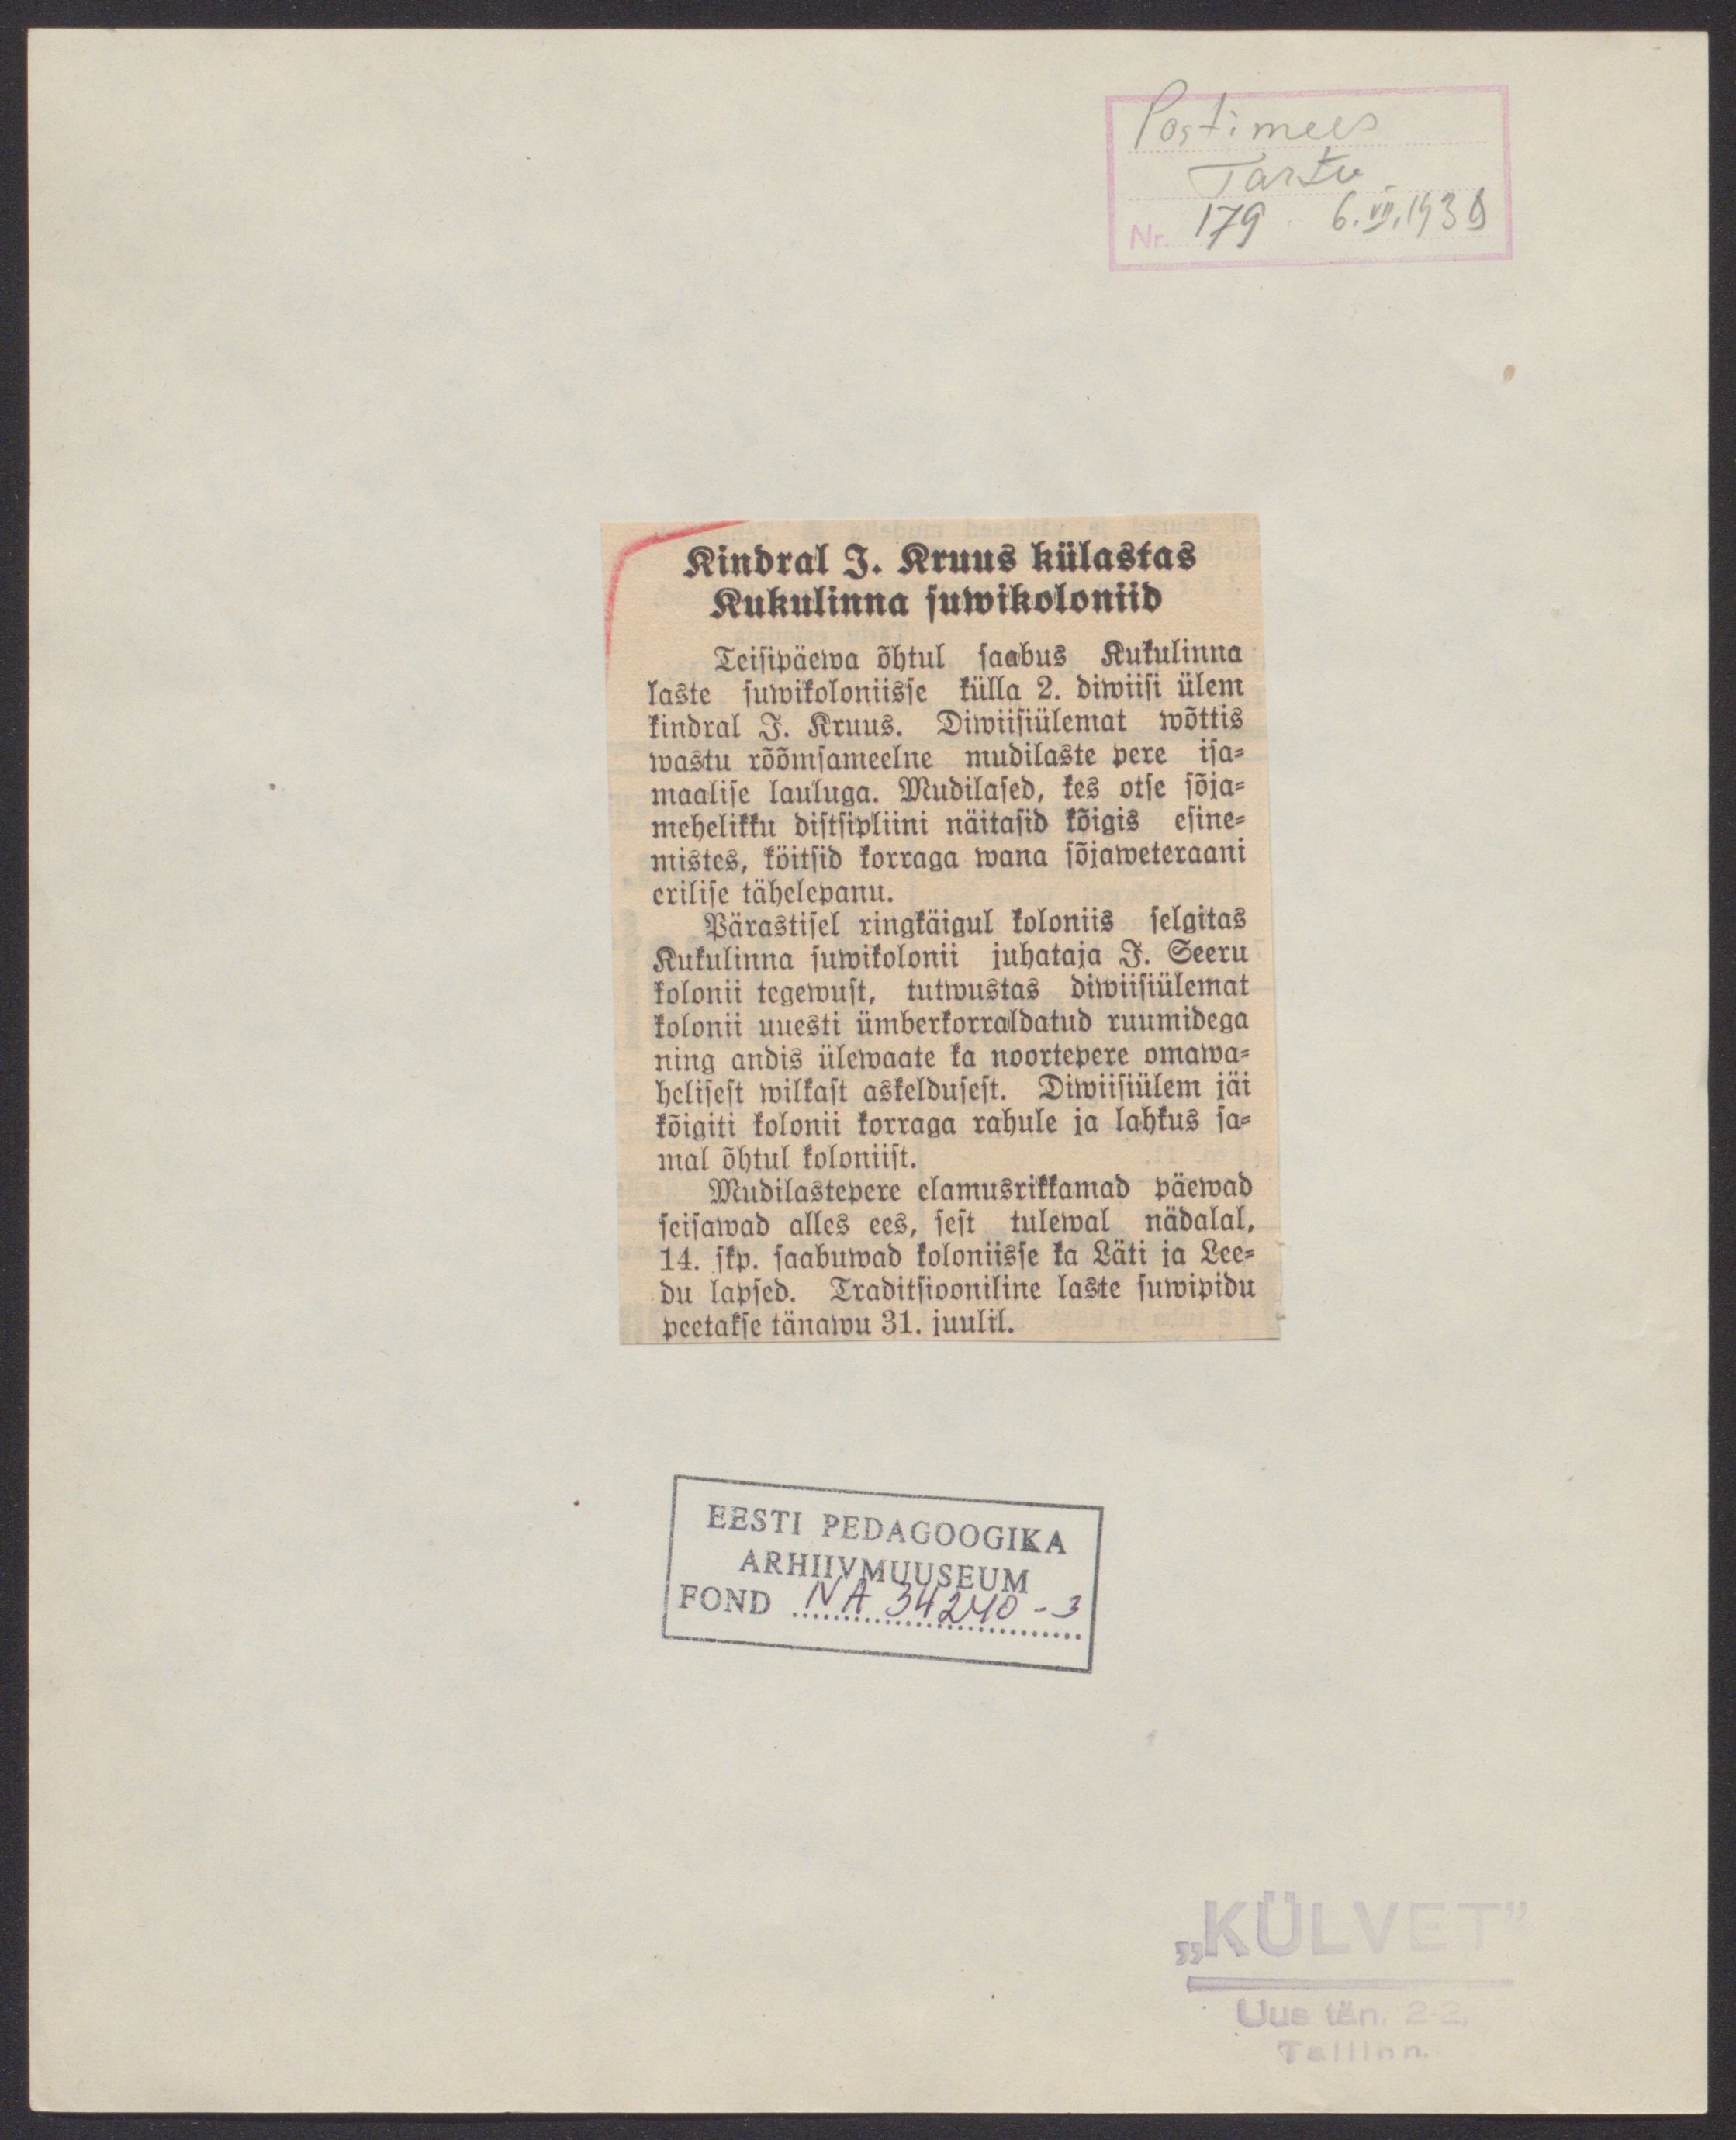 Postimees
Tartu
Nr. 179 6.VII.1938
Kindral J. Kruus külastas
Kukulinna suwikoloniid
Teisipäewa õhtul saabus Kukulinna
laste suwikoloniisse külla 2. diwiisi ülem
kindral J. Kruus. Diwiisiülemat wõttis
wastu rõõmsameelne mudilaste pere isa-
maalise lauluga. Mudilased, kes otse sõja-
mehelikku distsipliini näitasid kõigis esine-
mistes, köitsid korraga wana sõjaweteraani
erilise tähelepanu.
Pärastisel ringkäigul koloniis selgitas
Kukulinna suwikolonii juhataja J. Seeru
kolonii tegewust, tutwustas diwiisiülemat
kolonii uuesti ümberkorraldatud ruumidega
ning andis ülewaate ka noortepere omawa-
helisest wilkast askeldusest. Diwiisiülem jäi
kõigiti kolonii korraga rahule ja lahkus sa-
mal õhtul koloniist.
Mudilastepere elamusrikkamad päewad
seisawad alles ees, sest tulewal nädalal,
14. skp. saabuwad koloniisse ka Läti ja Lee-
du lapsed. Traditsiooniline laste suwipidu
peetakse tänawu 31. juulil.
EESTI PEDAGOOGIKA
ARHIIVMUUSEUM
FOND NA 34240-3
„KÜLVET”
Uus tän. 2-2,
Tallinn.